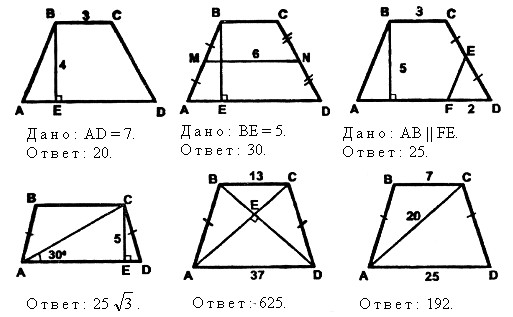 B 3 C
4
A E D
Дано: AD=7.
Ответ: 20.
B C
M 6 N
A E D
Дано: BE=5.
Ответ: 30.
B 3 C
5 E
A F 2 D
Дано: AB || FE.
Ответ: 25.
B C
5
30°
A E D
Ответ: 25 √3 .
B 13 C
E
A 37 D
Ответ:-625.
B 7 C
20
A 25 D
Ответ: 192.